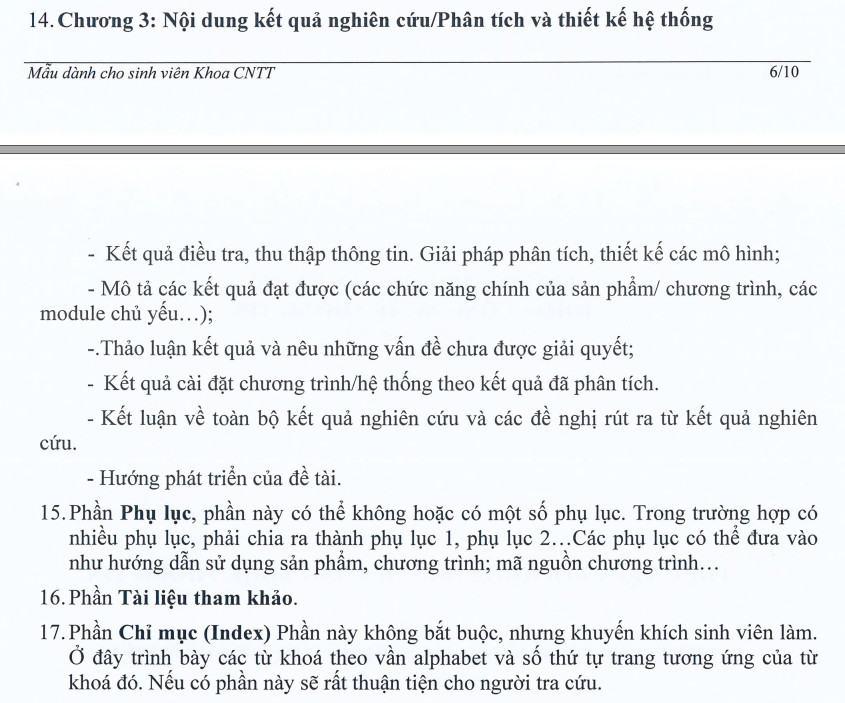 14. Chương 3: Nội dung kết quả nghiên cứu/Phân tích và thiết kế hệ thống
Mẫu dành cho sinh viên Khoa CNTT 6/10
- Kết quả điều tra, thu thập thông tin. Giải pháp phân tích, thiết kế các mô hình;
- Mô tả các kết quả đạt được (các chức năng chính của sản phẩm/ chương trình, các
module chủ yếu…);
-.Thảo luận kết quả và nêu những vấn đề chưa được giải quyết;
- Kết quả cài đặt chương trình/hệ thống theo kết quả đã phân tích.
- Kết luận về toàn bộ kết quả nghiên cứu và các đề nghị rút ra từ kết quả nghiên
cứu.
- Hướng phát triển của đề tài.
15. Phần Phụ lục, phần này có thể không hoặc có một số phụ lục. Trong trường hợp có
nhiều phụ lục, phải chia ra thành phụ lục 1, phụ lục 2…Các phụ lục có thể đưa vào
như hướng dẫn sử dụng sản phẩm, chương trình; mã nguồn chương trình…
16. Phần Tài liệu tham khảo.
17. Phần Chỉ mục (Index) Phần này không bắt buộc, nhưng khuyến khích sinh viên làm.
Ở đây trình bày các từ khoá theo vần alphabet và số thứ tự trang tương ứng của từ
khoá đó. Nếu có phần này sẽ rất thuận tiện cho người tra cứu.